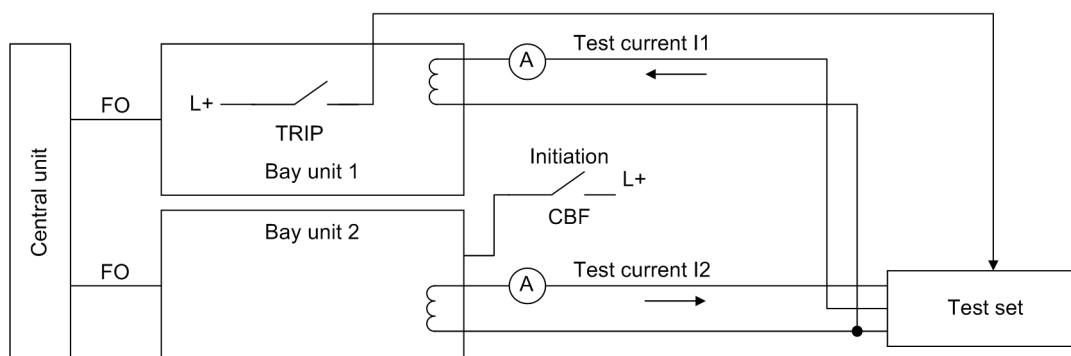 Central unit
FO
FO
L+
TRIP
Bay unit 1
Bay unit 2
A
Test current I1
Initiation
L+
CBF
A
Test current I2
Test set